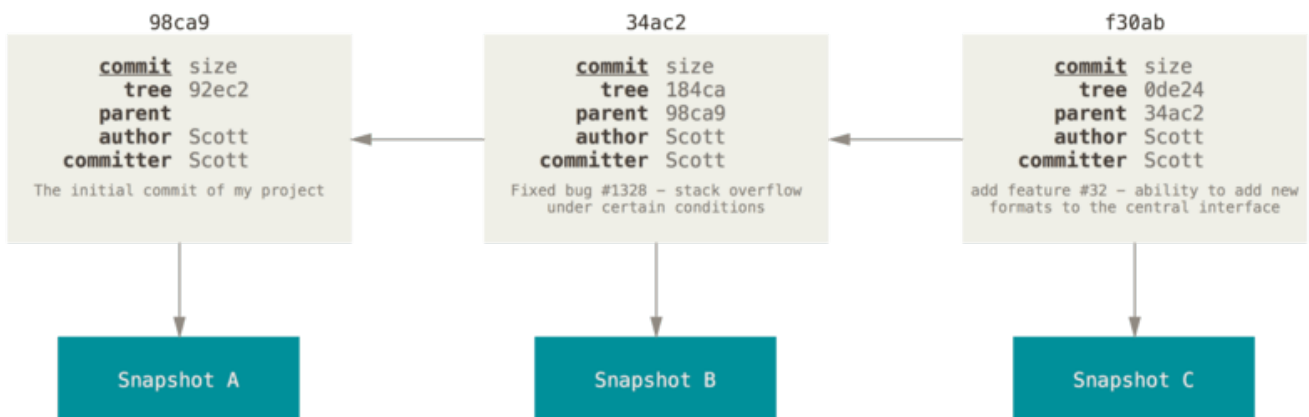 98ca9
commit size
tree 92ec2
parent
author Scott
committer Scott
The initial commit of my project
Snapshot A
34ac2
commit size
tree 184ca
parent 98ca9
author Scott
committer Scott
Fixed bug #1328 – stack overflow
under certain conditions
Snapshot B
f30ab
commit size
tree 0de24
parent 34ac2
author Scott
committer Scott
add feature #32 – ability to add new
formats to the central interface
Snapshot C